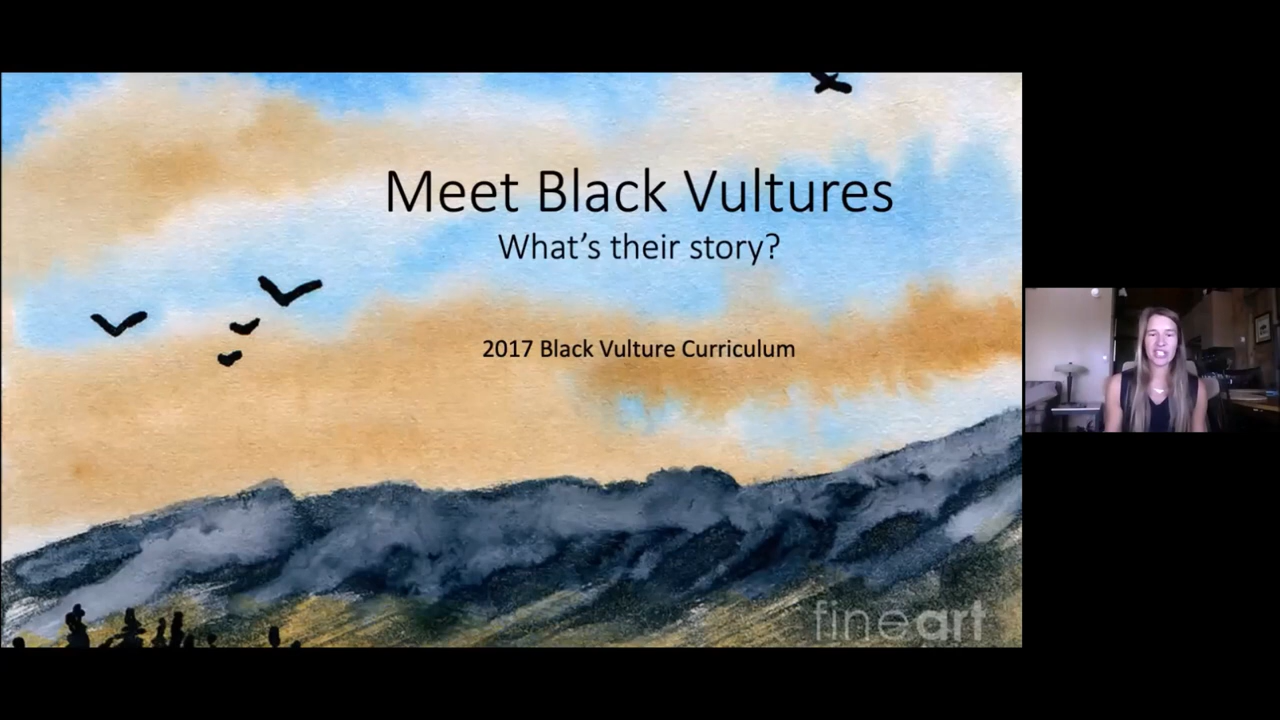 Meet Black Vultures
What's their story?
2017 Black Vulture Curriculum
fineart